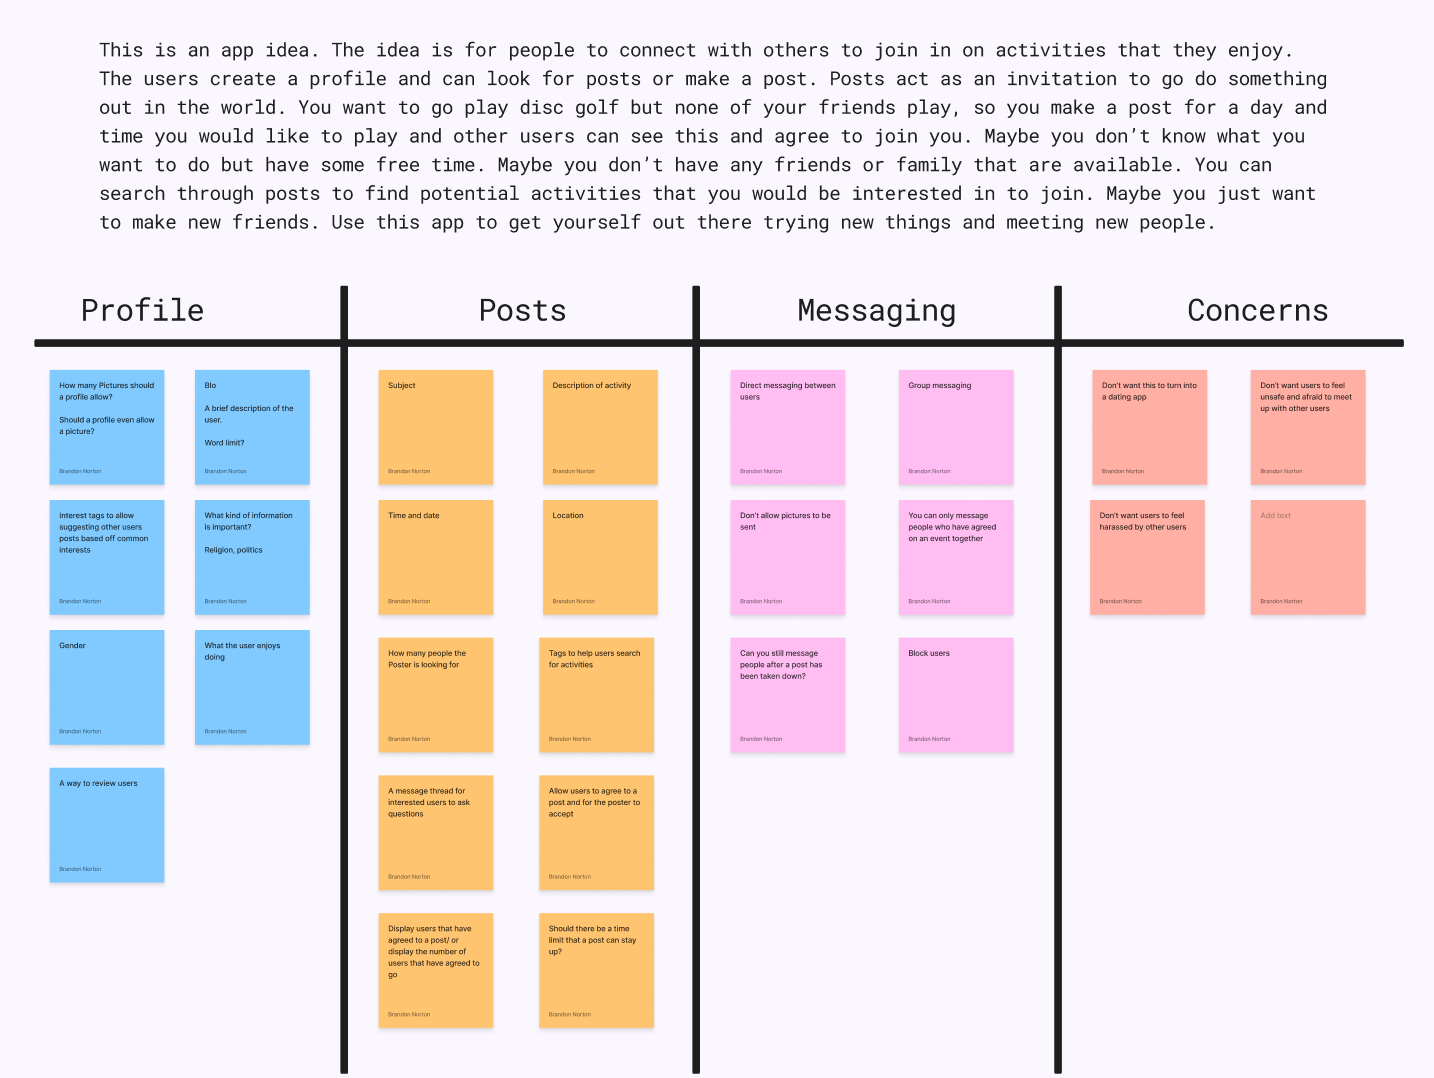 This is an app idea. The idea is for people to connect with others to join in on activities that they enjoy.
The users create a profile and can look for posts or make a post. Posts act as an invitation to go do something
out in the world. You want to go play disc golf but none of your friends play, so you make a post for a day and
time you would like to play and other users can see this and agree to join you. Maybe you don’t know what you
want to do but have some free time. Maybe you don’t have any friends or family that are available. You can
search through posts to find potential activities that you would be interested in to join. Maybe you just want
to make new friends. Use this app to get yourself out there trying new things and meeting new people.
Profile
How many Pictures should
a profile allow?
Should a profile even allow
a picture?
Brandon Norton
BIo
A brief description of the
user.
Word limit?
Brandon Norton
Interest tags to allow
suggesting other users
posts based off common
interests
Brandon Norton
What kind of information
is important?
Religion, politics
Brandon Norton
Gender
Brandon Norton
What the user enjoys
doing
Brandon Norton
A way to review users
Brandon Norton
Posts
Subject
Brandon Norton
Description of activity
Brandon Norton
Time and date
Brandon Norton
Location
Brandon Norton
How many people the
Poster is looking for
Brandon Norton
Tags to help users search
for activities
Brandon Norton
A message thread for
interested users to ask
questions
Brandon Norton
Allow users to agree to a
post and for the poster to
accept
Brandon Norton
Display users that have
agreed to a post/ or
display the number of
users that have agreed to
go
Brandon Norton
Should there be a time
limit that a post can stay
up?
Brandon Norton
Messaging
Direct messaging between
users
Brandon Norton
Group messaging
Brandon Norton
Don’t allow pictures to be
sent
Brandon Norton
You can only message
people who have agreed
on an event together
Brandon Norton
Can you still message
people after a post has
been taken down?
Brandon Norton
Block users
Brandon Norton
Concerns
Don’t want this to turn into
a dating app
Brandon Norton
Don’t want users to feel
unsafe and afraid to meet
up with other users
Brandon Norton
Don’t want users to feel
harassed by other users
Brandon Norton
Add text
Brandon Norton